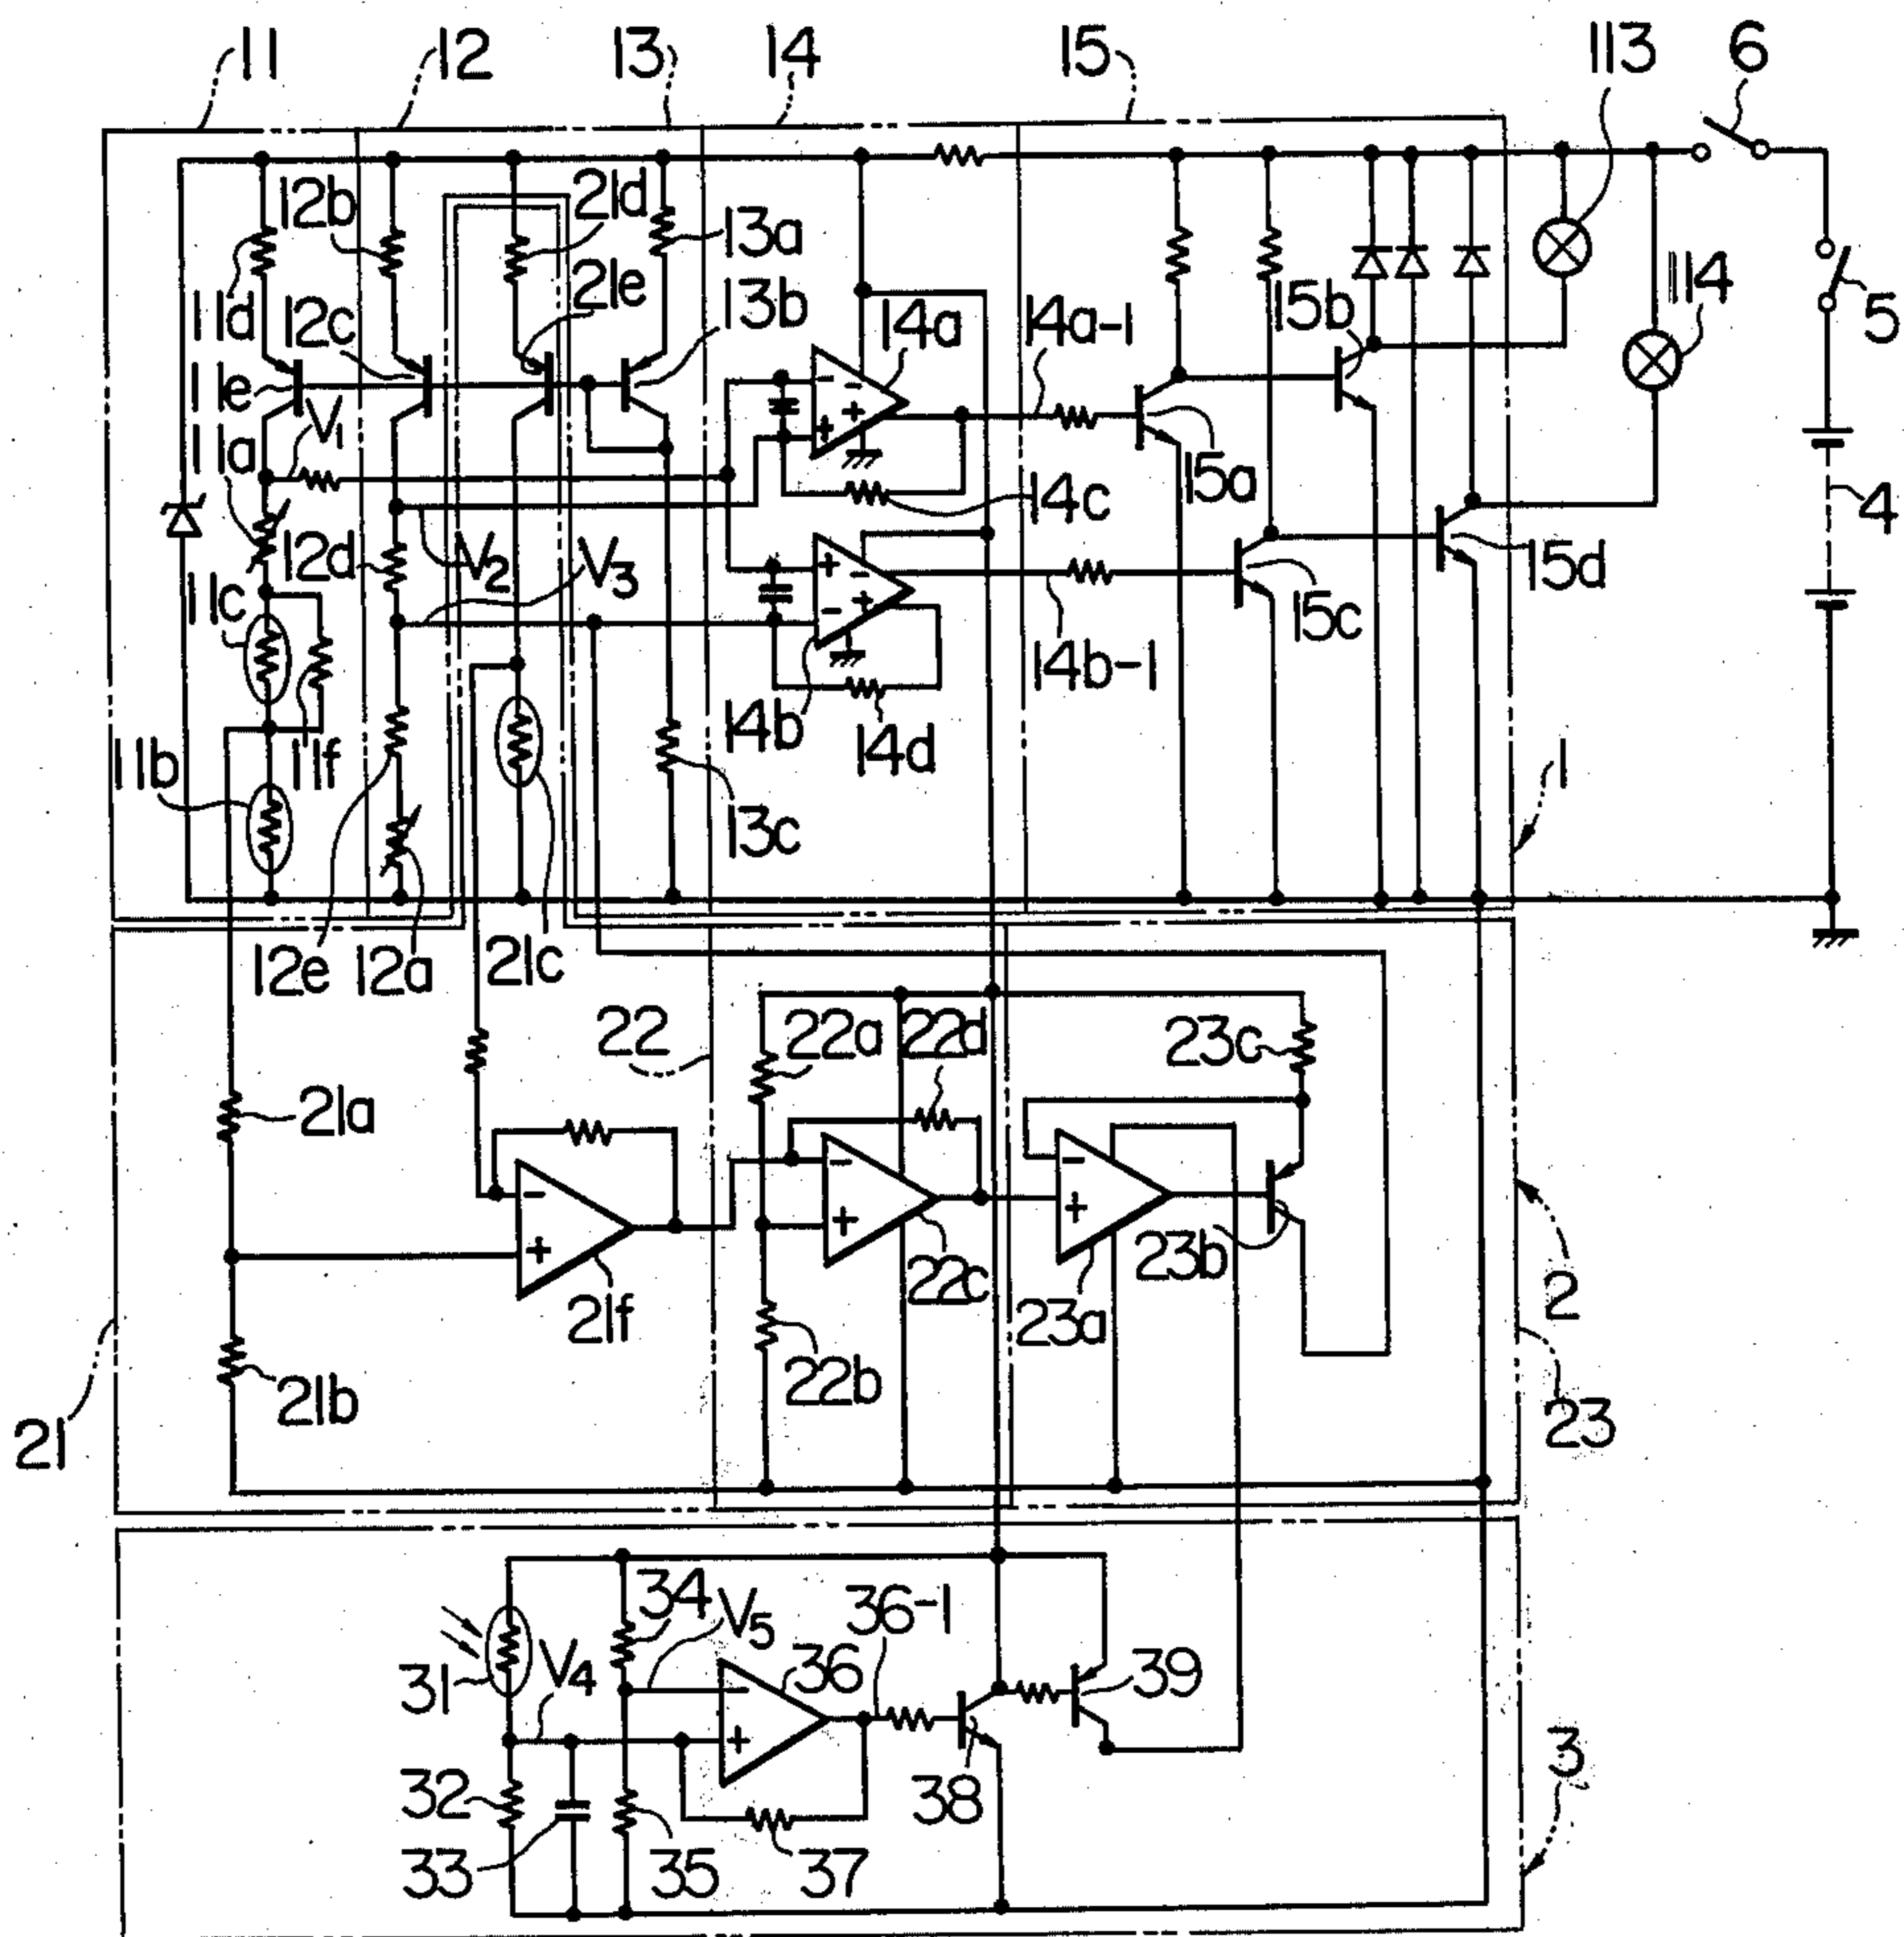 11 12 13 14 15 113 6
12b 21d 13a
11d 12c 21e 13b 14a 14a-1 15b 114 5
11e V1
11a 15a
14c 4
12d V2 V3 15d
11c 15c
14b-1
11b 11f 14b 14d 1
13c
12e 12a 21c
22 22a 22d 23c
21a
- - -
+ + +
23b
22c 2
21f 23a
22b
21b 23
21
34 V5 36-1
31 V4 36 39
-
+
32 38 3
33 35 37
- + - + + - - +